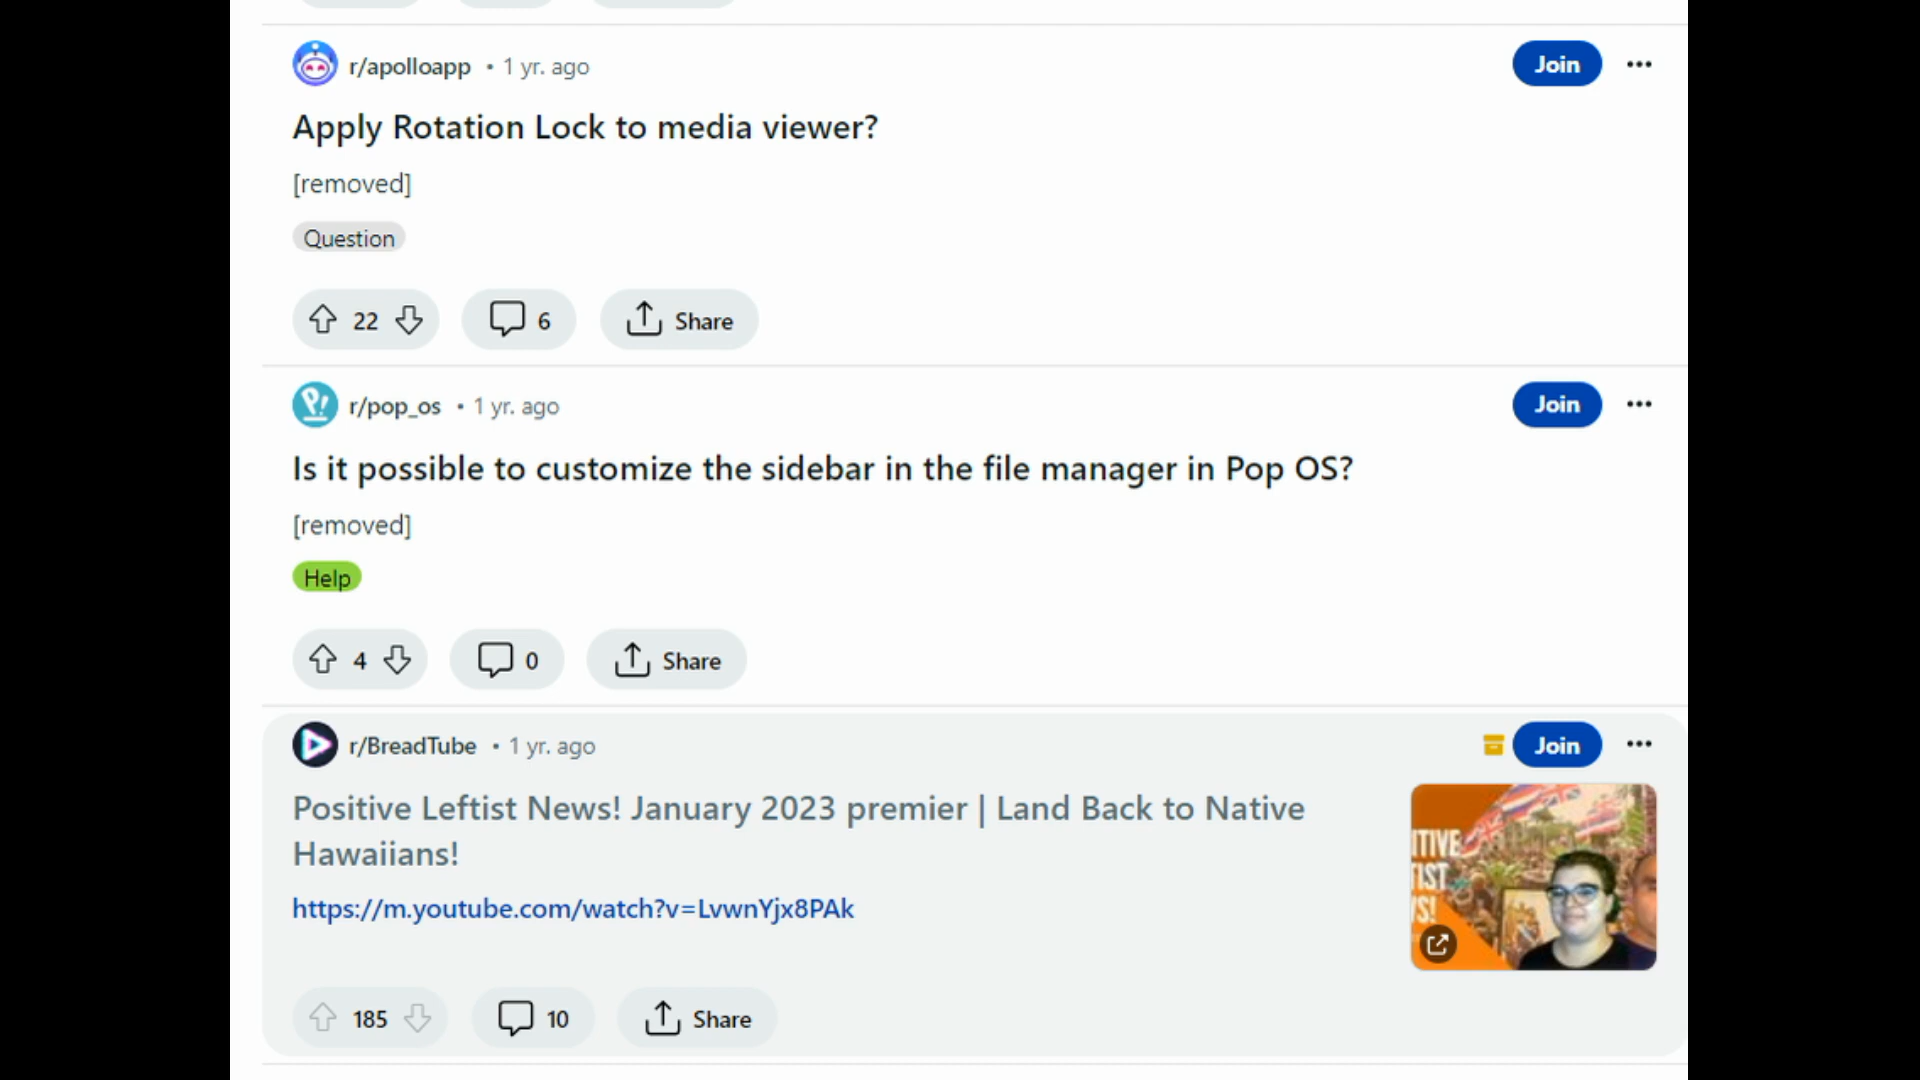 r/apolloapp • 1 yr. ago
Join
Apply Rotation Lock to media viewer?
[removed]
Question
22
6
Share
r/pop_os • 1 yr. ago
Join
Is it possible to customize the sidebar in the file manager in Pop OS?
[removed]
Help
4
0
Share
r/BreadTube • 1 yr. ago
Join
Positive Leftist News! January 2023 premier | Land Back to Native
Hawaiians!
https://m.youtube.com/watch?v=LvwnYjx8PAk
ITIVE
IST
S!
185
10
Share